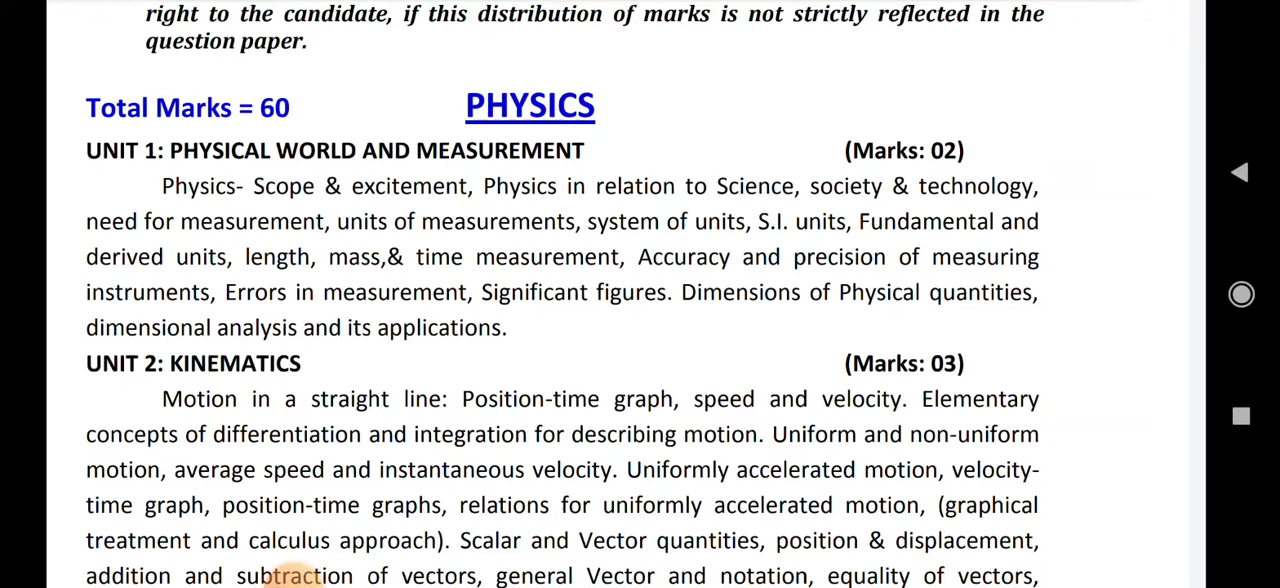 right to the candidate, if this distribution of marks is not strictly reflected in the
question paper.
Total Marks = 60 PHYSICS
UNIT 1: PHYSICAL WORLD AND MEASUREMENT (Marks: 02)
Physics- Scope & excitement, Physics in relation to Science, society & technology,
need for measurement, units of measurements, system of units, S.I. units, Fundamental and
derived units, length, mass,& time measurement, Accuracy and precision of measuring
instruments, Errors in measurement, Significant figures. Dimensions of Physical quantities,
dimensional analysis and its applications.
UNIT 2: KINEMATICS (Marks: 03)
Motion in a straight line: Position-time graph, speed and velocity. Elementary
concepts of differentiation and integration for describing motion. Uniform and non-uniform
motion, average speed and instantaneous velocity. Uniformly accelerated motion, velocity-
time graph, position-time graphs, relations for uniformly accelerated motion, (graphical
treatment and calculus approach). Scalar and Vector quantities, position & displacement,
addition and subtraction of vectors, general Vector and notation, equality of vectors,